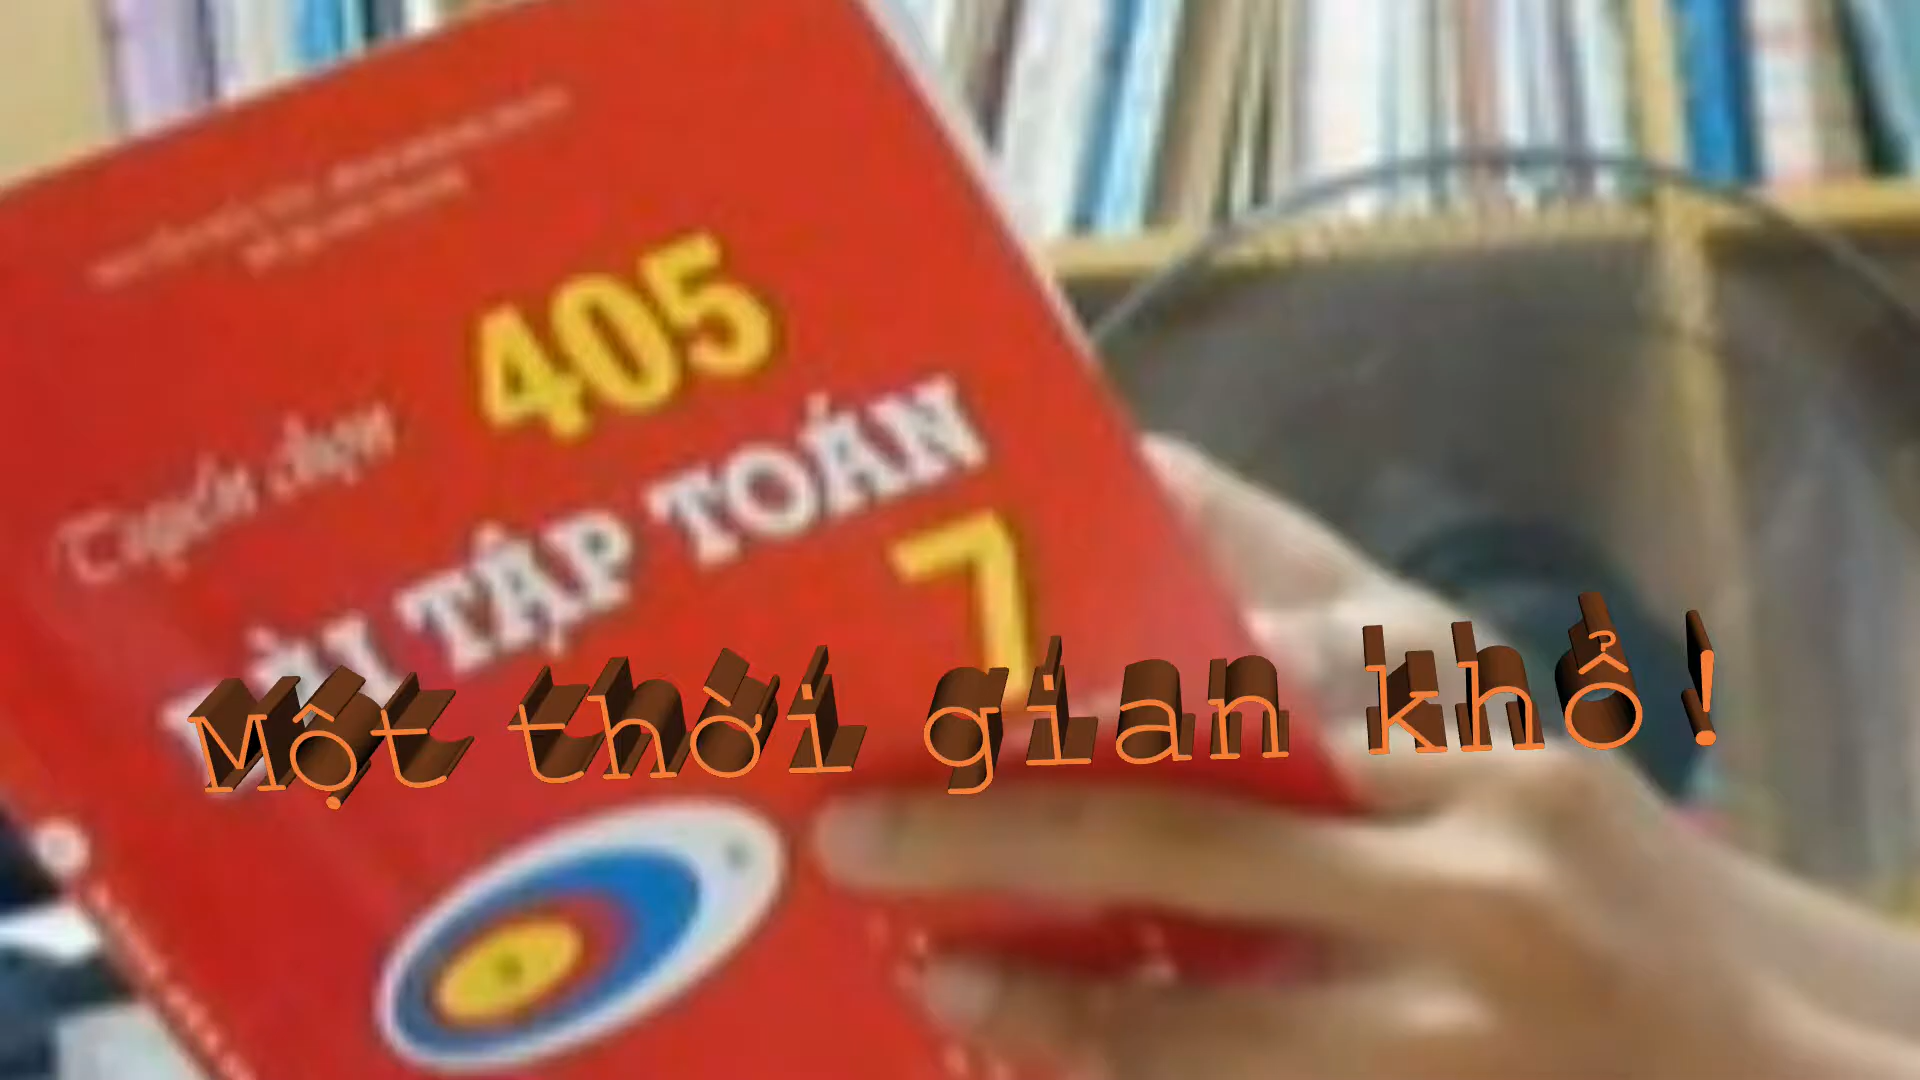 Tuyển chọn
405
BÀI TẬP TOÁN
7
Một thời gian khổ!